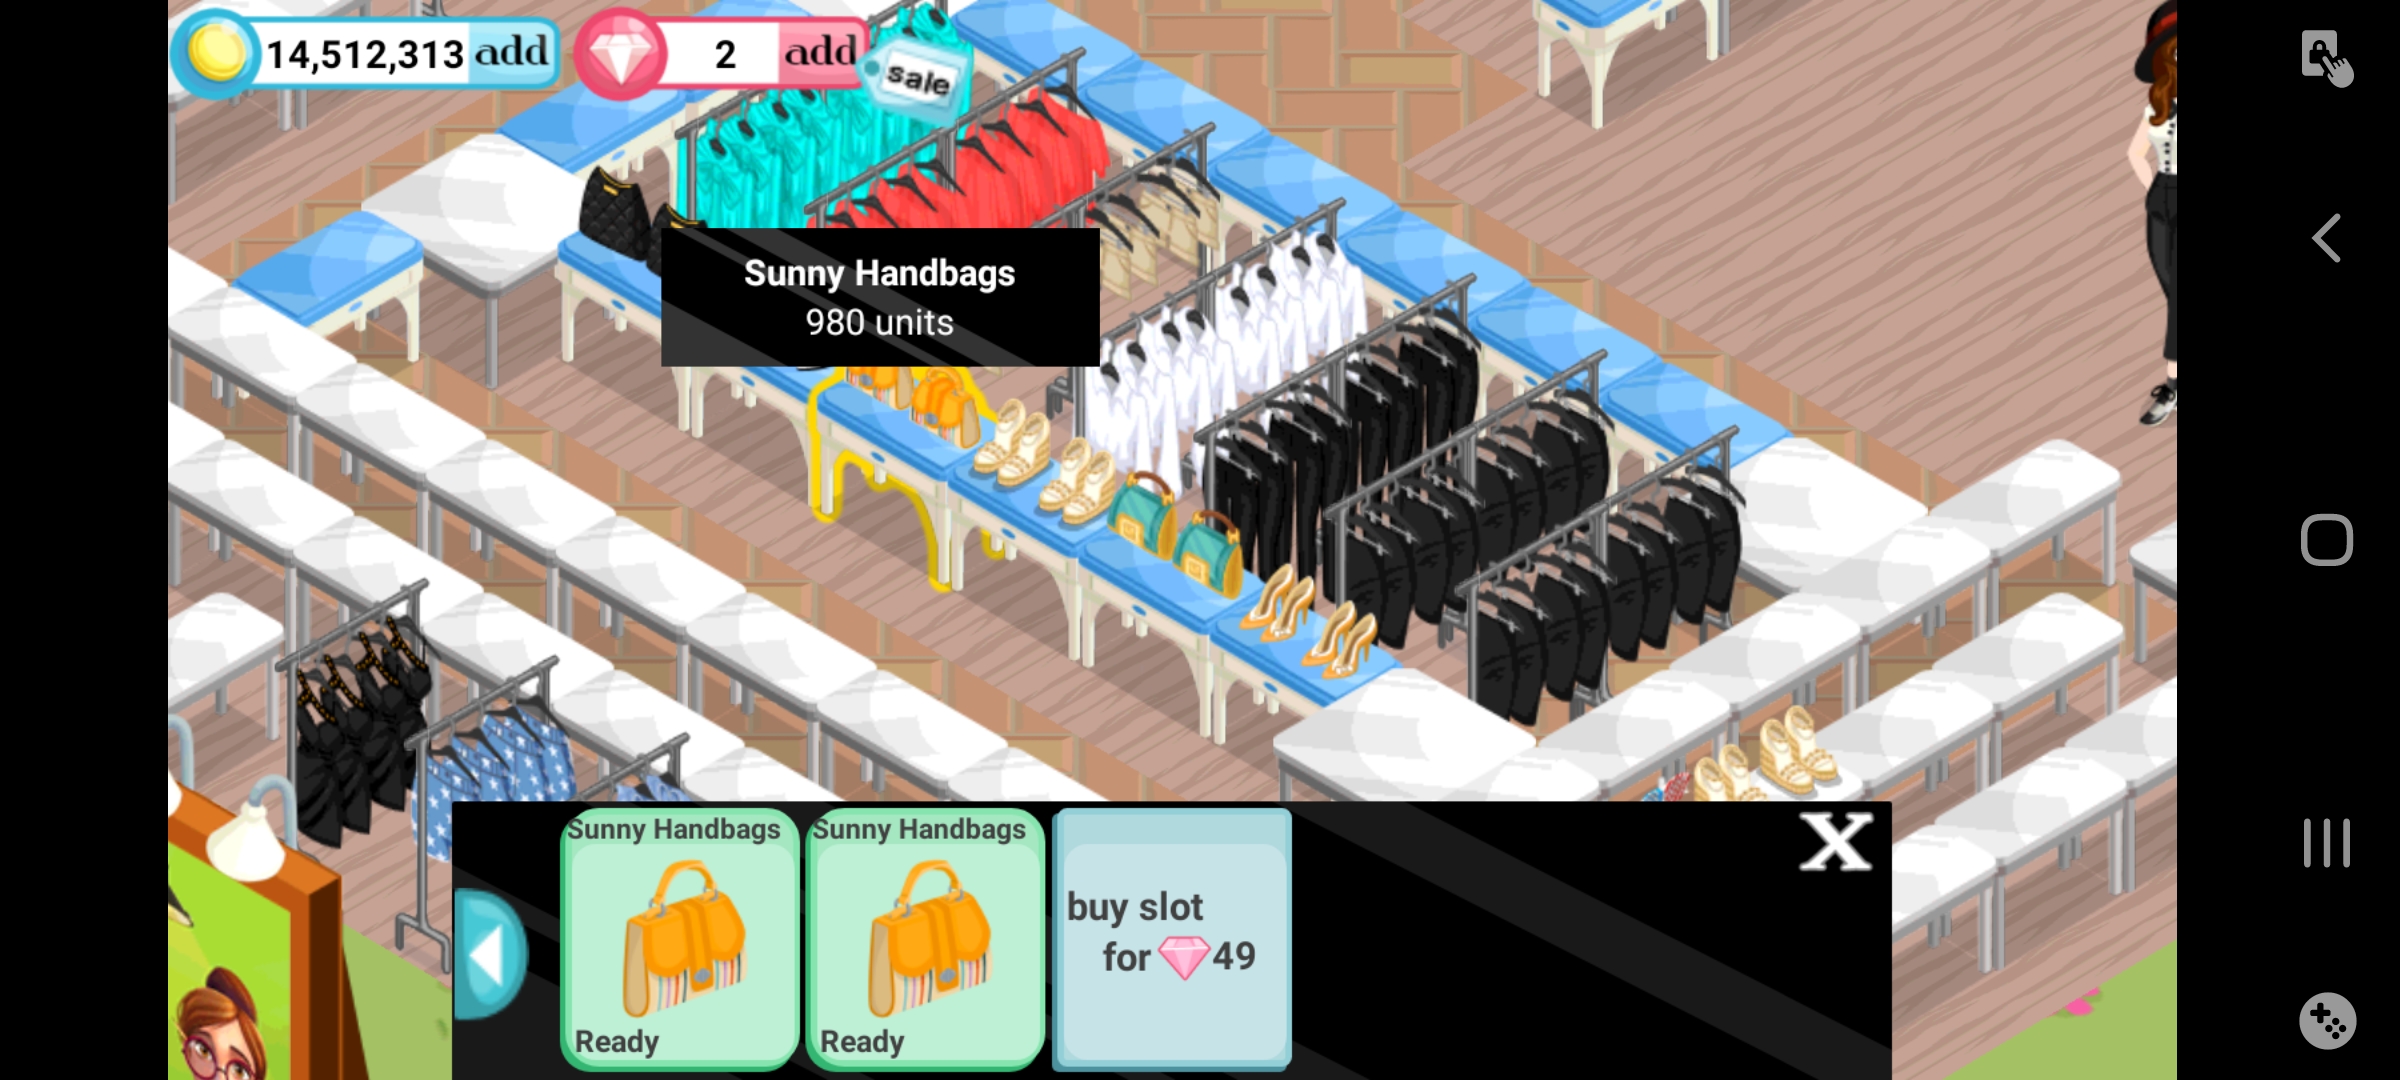 14,512,313 add
2 add
sale
Sunny Handbags
980 units
Sunny Handbags
Ready
Sunny Handbags
Ready
buy slot
for 49
X